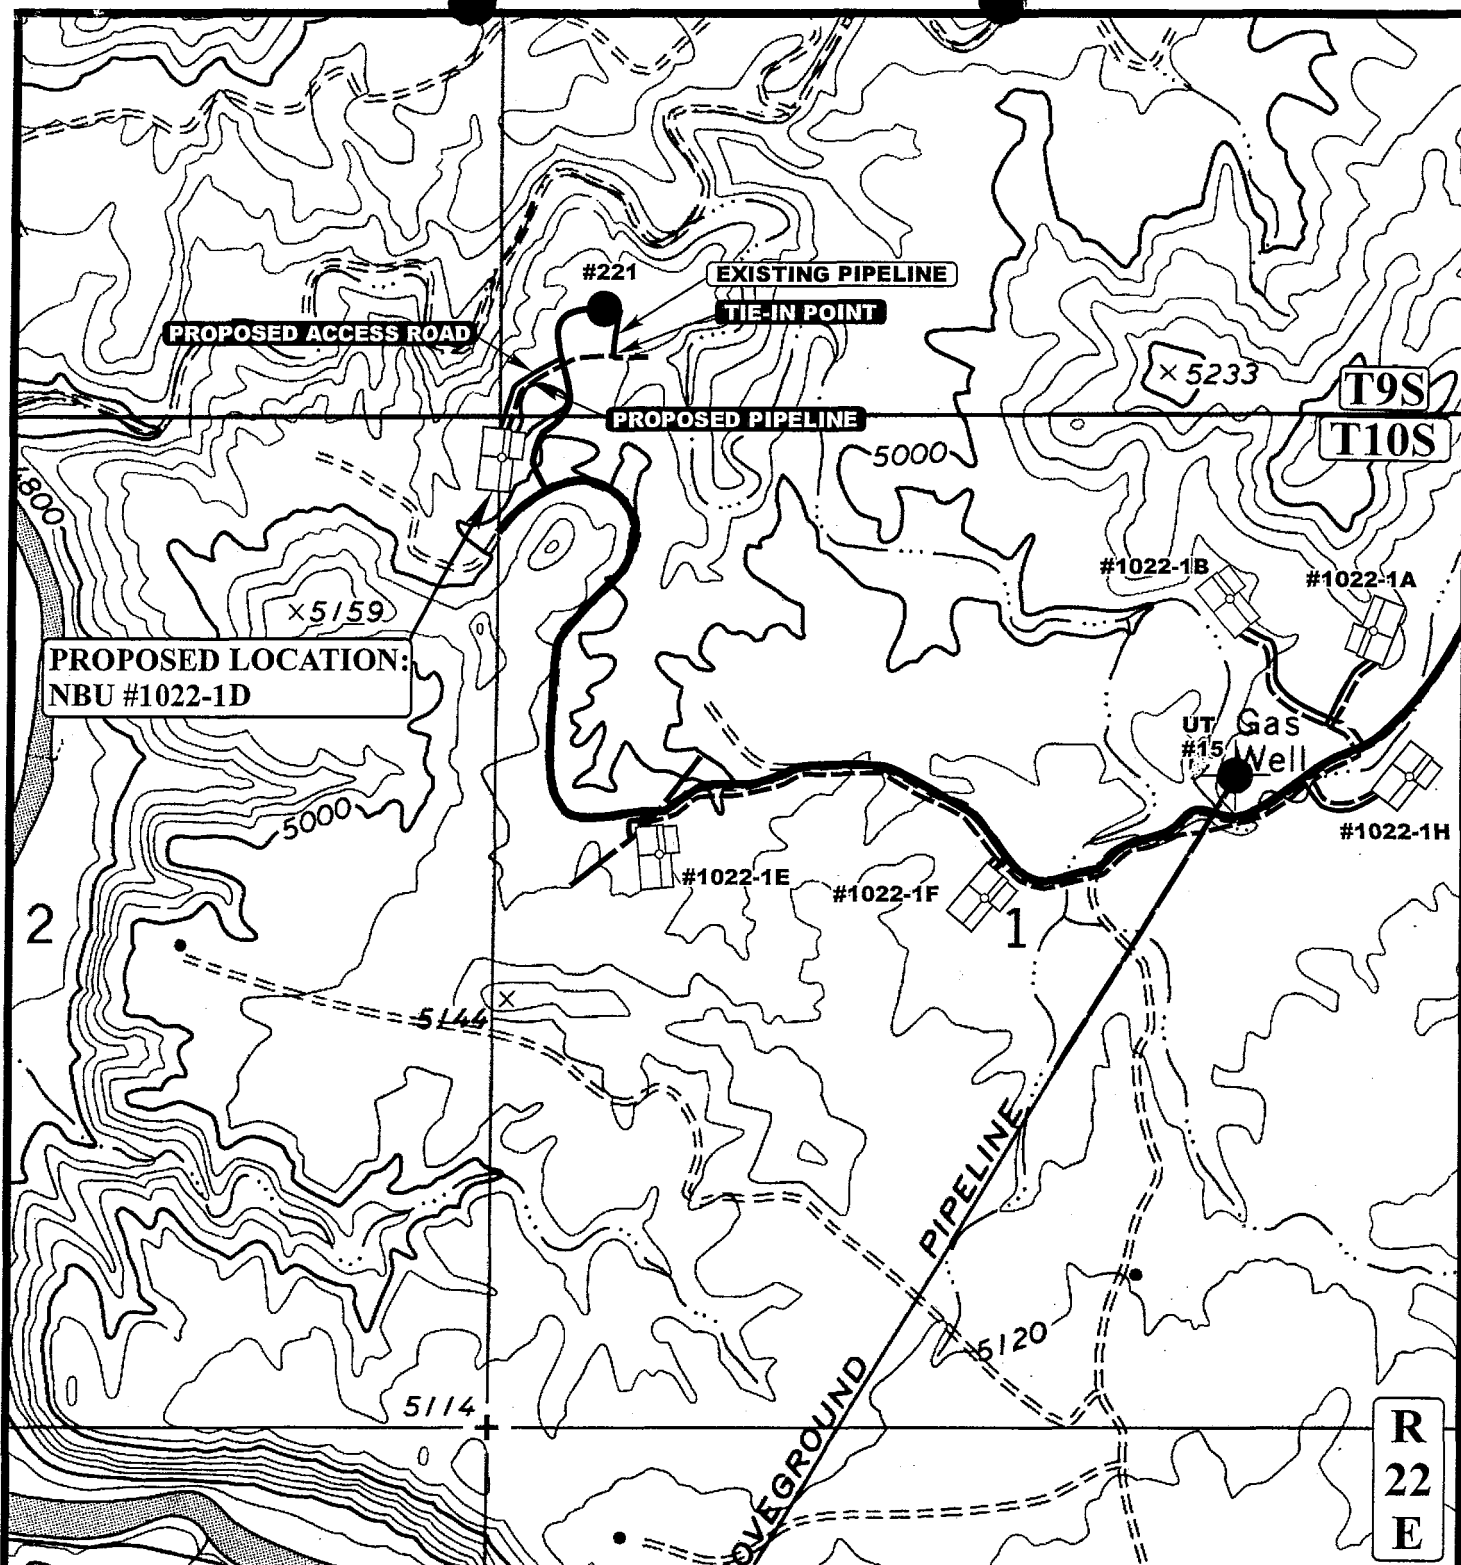 #221
EXISTING PIPELINE
TIE-IN POINT
PROPOSED ACCESS ROAD
× 5233
T9S
PROPOSED PIPELINE
T10S
5000
#1022-1B
#1022-1A
×5159
PROPOSED LOCATION:
NBU #1022-1D
UT
#15
Gas
Well
5000
#1022-1H
#1022-1E
#1022-1F
2
1
5144
PIPELINE
5120
5114
OVEGROUND
R
22
E